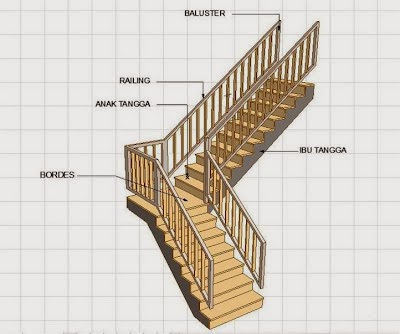 BALUSTER
RAILING
ANAK TANGGA
IBU TANGGA
BORDES